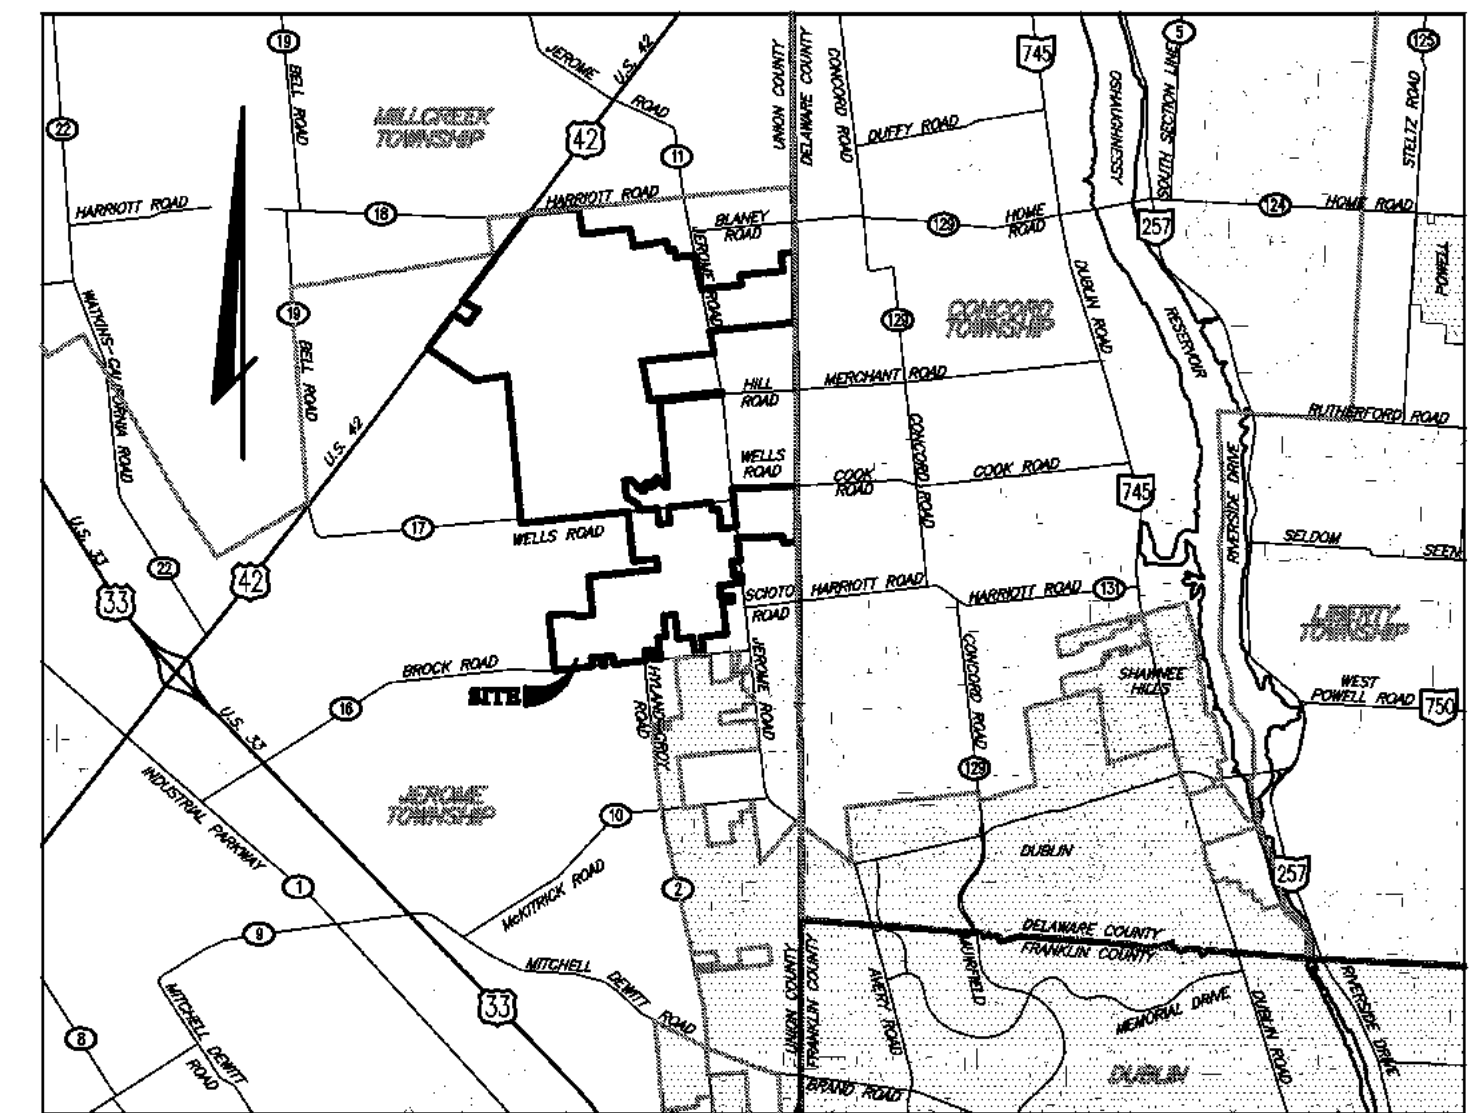 19
BELL ROAD
JEROME
ROAD
U.S. 42
UNION COUNTY
DELAWARE COUNTY
CONCORD ROAD
745
OSHAUGHNESSY
5
SOUTH SECTION LINE
125
STELTZ ROAD
22
MILLCREEK
TOWNSHIP
42
11
DUFFY ROAD
HARRIOTT ROAD
18
HARRIOTT ROAD
BLANEY
ROAD
129
HOME
ROAD
257
124
HOME ROAD
POWELL
JEROME ROAD
DUBLIN ROAD
WATKINS-CALIFORNIA ROAD
19
BELL ROAD
129
CONCORD
TOWNSHIP
RESERVOIR
HILL
ROAD
MERCHANT ROAD
RUTHERFORD ROAD
U.S. 42
CONCORD ROAD
WELLS
ROAD
COOK
ROAD
COOK ROAD
745
RIVERSIDE DRIVE
U.S. 33
17
WELLS ROAD
SELDOM
SEEN
22
33
42
SCIOTO
ROAD
HARRIOTT ROAD
HARRIOTT ROAD
131
LIBERTY
TOWNSHIP
BROCK ROAD
SITE
HYLAND-CROY
ROAD
JEROME ROAD
CONCORD ROAD
SHAWNEE
HILLS
WEST
POWELL ROAD
750
16
U.S. 33
129
INDUSTRIAL PARKWAY
JEROME
TOWNSHIP
10
DUBLIN
257
McKITRICK ROAD
1
2
9
DELAWARE COUNTY
FRANKLIN COUNTY
MITCHELL
DEWITT
ROAD
UNION COUNTY
FRANKLIN COUNTY
AVERY ROAD
MUIRFIELD
MEMORIAL DRIVE
DUBLIN ROAD
RIVERSIDE DRIVE
33
8
MITCHELL DEWITT
ROAD
BRAND ROAD
DUBLIN